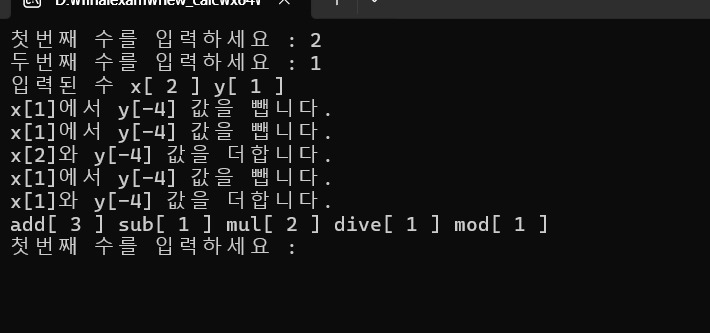 첫번째 수를 입력하세요 : 2
두번째 수를 입력하세요 : 1
입력된 수 x[ 2 ] y[ 1 ]
x[1]에서 y[-4] 값을 뺍니다.
x[1]에서 y[-4] 값을 뺍니다.
x[2]와 y[-4] 값을 더합니다.
x[1]에서 y[-4] 값을 뺍니다.
x[1]와 y[-4] 값을 더합니다.
add[ 3 ] sub[ 1 ] mul[ 2 ] dive[ 1 ] mod[ 1 ]
첫번째 수를 입력하세요 :